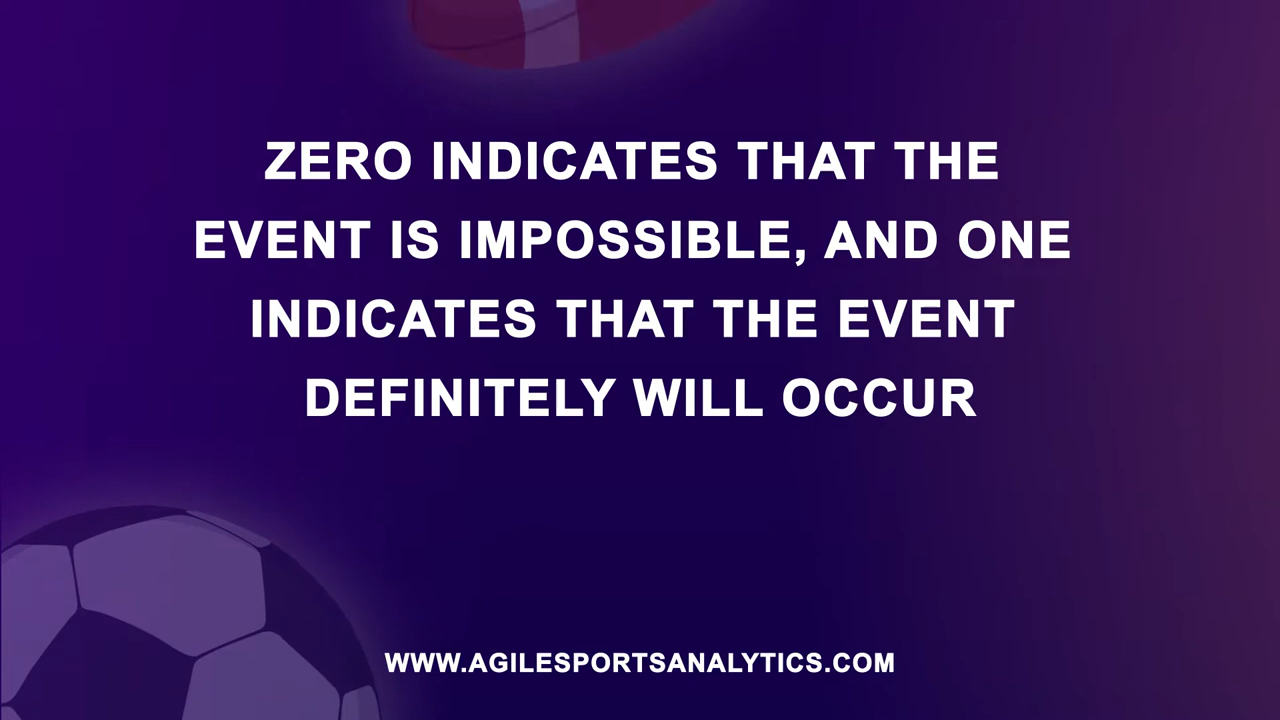 ZERO INDICATES THAT THE
EVENT IS IMPOSSIBLE, AND ONE
INDICATES THAT THE EVENT
DEFINITELY WILL OCCUR
WWW.AGILESPORTSANALYTICS.COM